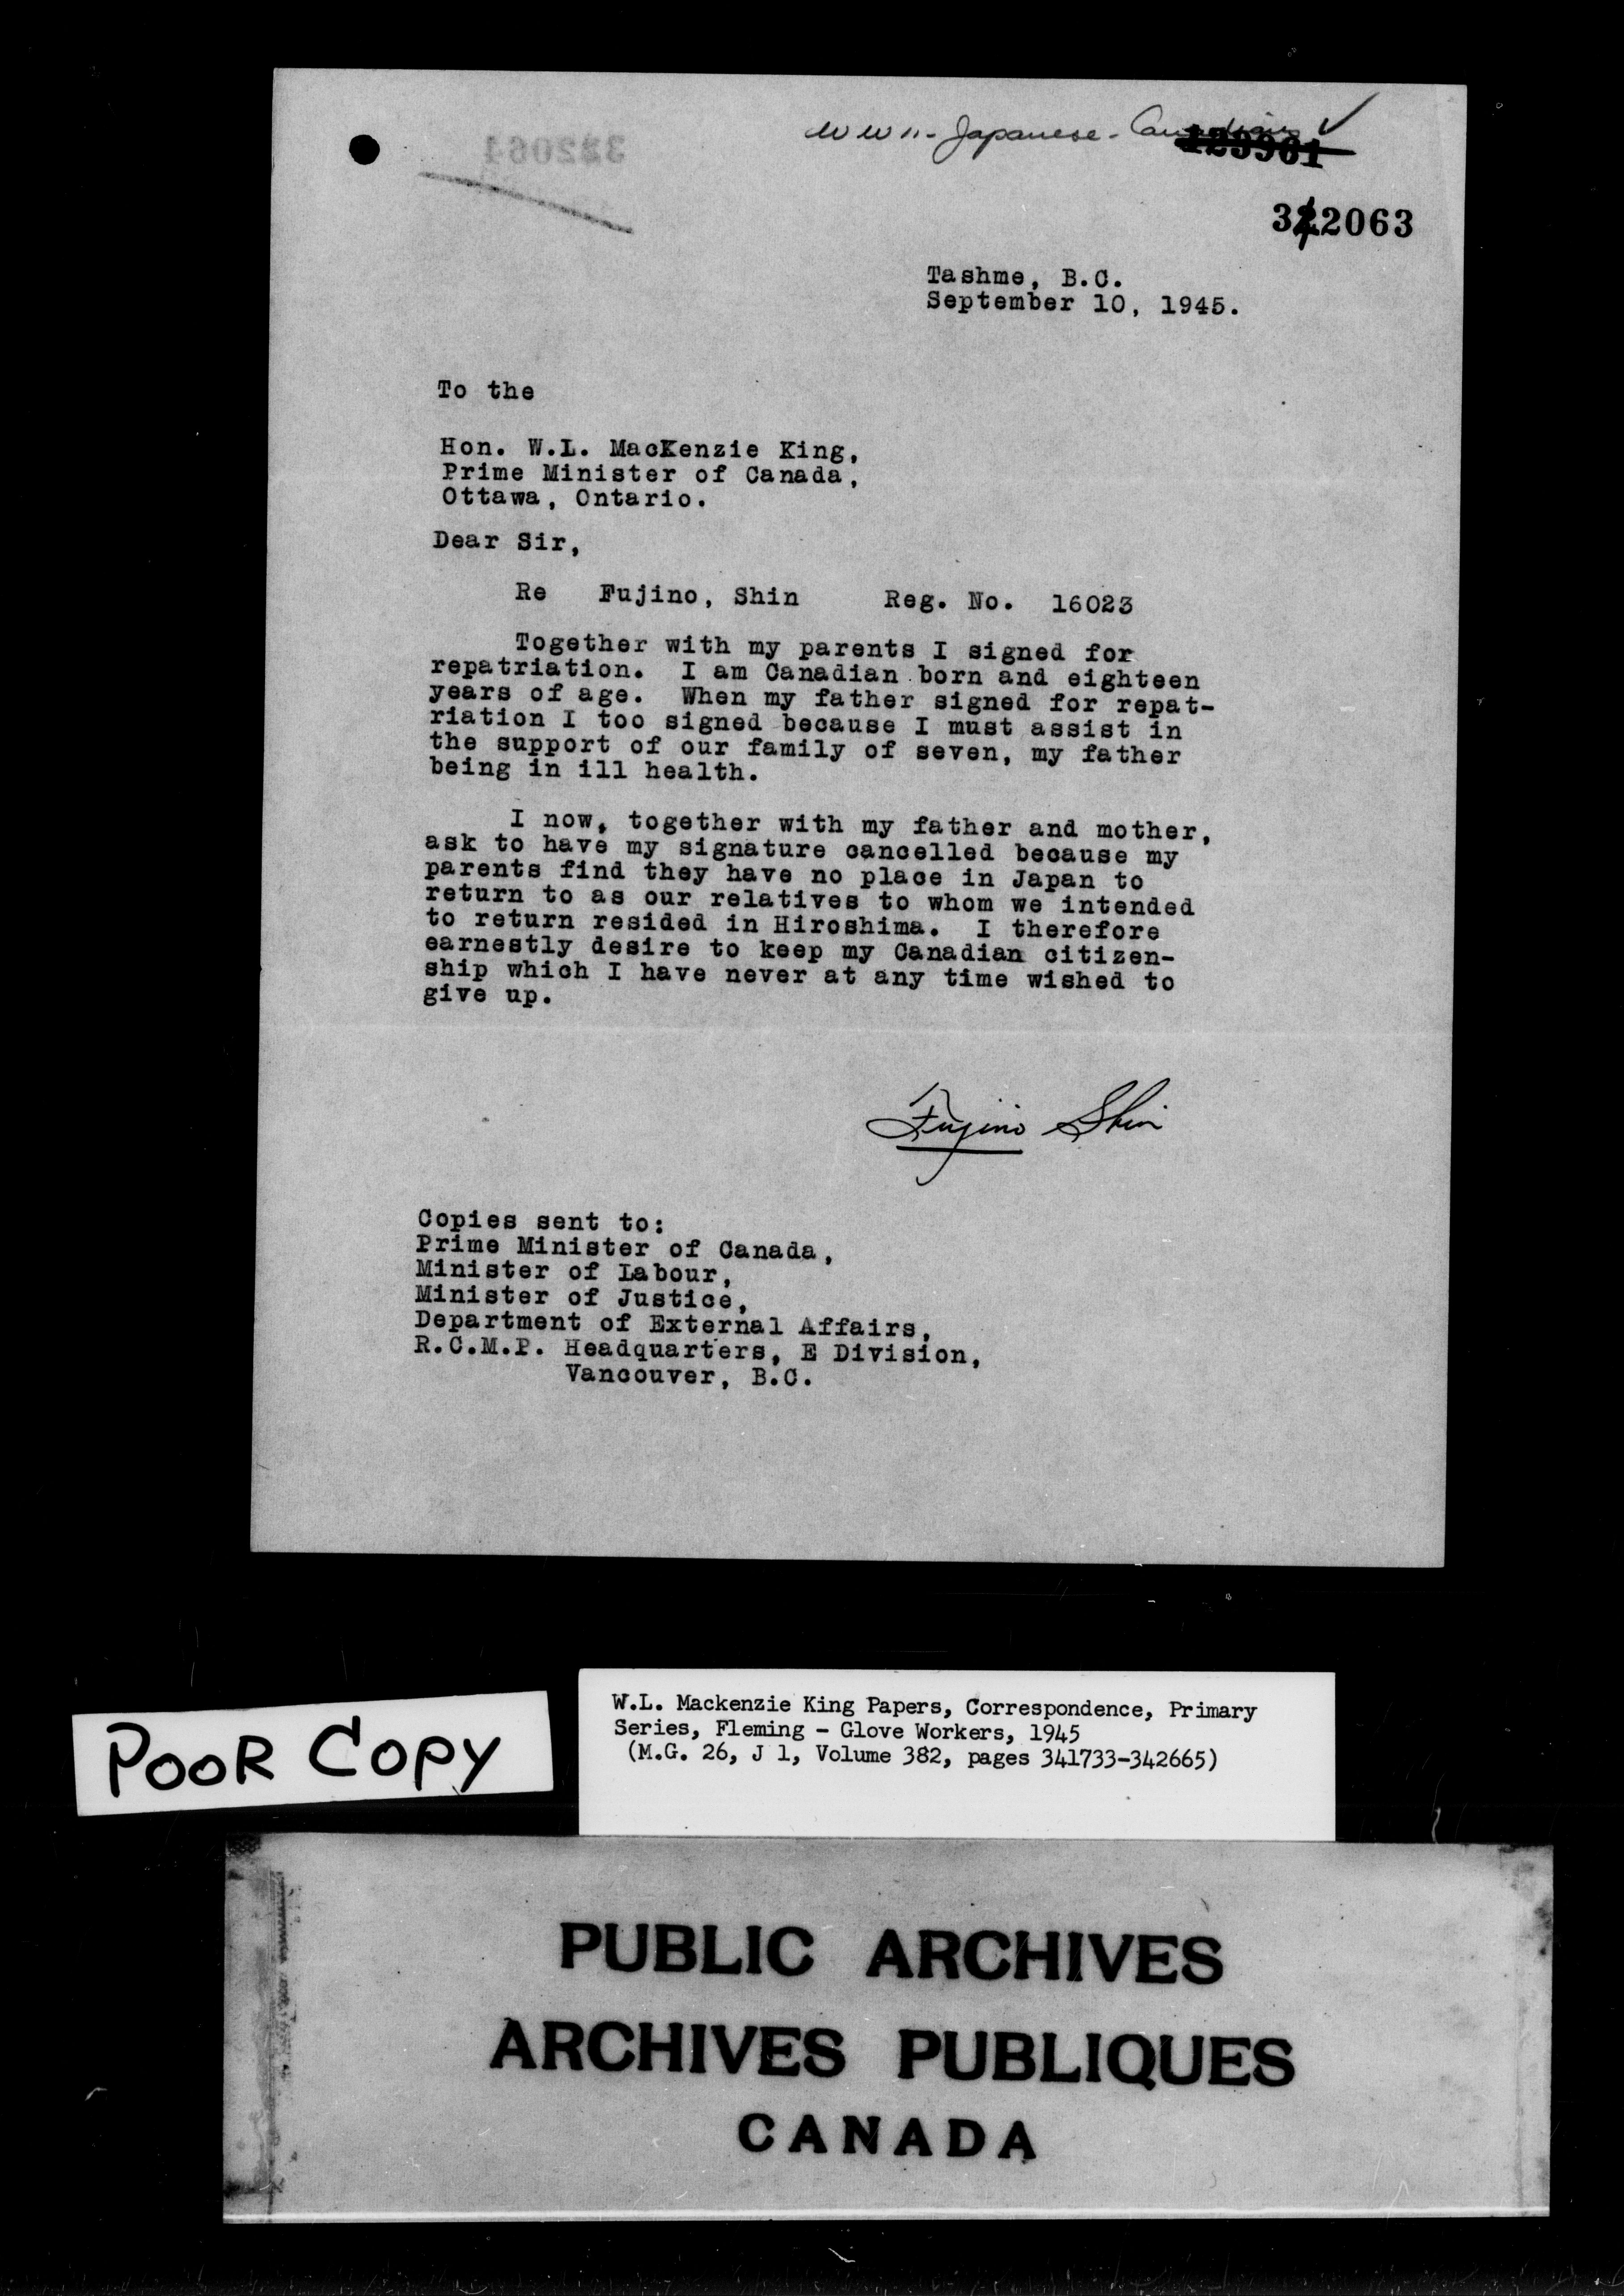 WWII - Japanese - Canadians ✓
123961
322064
342063
Tashme, B.C.
September 10, 1945.
To the
Hon. W.L. MacKenzie King,
Prime Minister of Canada,
Ottawa, Ontario.
Dear Sir,
Re Fujino, Shin Reg. No. 16023
Together with my parents I signed for
repatriation. I am Canadian born and eighteen
years of age. When my father signed for repat-
riation I too signed because I must assist in
the support of our family of seven, my father
being in ill health.
I now, together with my father and mother,
ask to have my signature cancelled because my
parents find they have no place in Japan to
return to as our relatives to whom we intended
to return resided in Hiroshima. I therefore
earnestly desire to keep my Canadian citizen-
ship which I have never at any time wished to
give up.
Fujino Shin
Copies sent to:
Prime Minister of Canada,
Minister of Labour,
Minister of Justice,
Department of External Affairs,
R.C.M.P. Headquarters, E Division,
Vancouver, B.C.
POOR COPY
W.L. Mackenzie King Papers, Correspondence, Primary
Series, Fleming - Glove Workers, 1945
(M.G. 26, J 1, Volume 382, pages 341733-342665)
PUBLIC ARCHIVES
ARCHIVES PUBLIQUES
CANADA